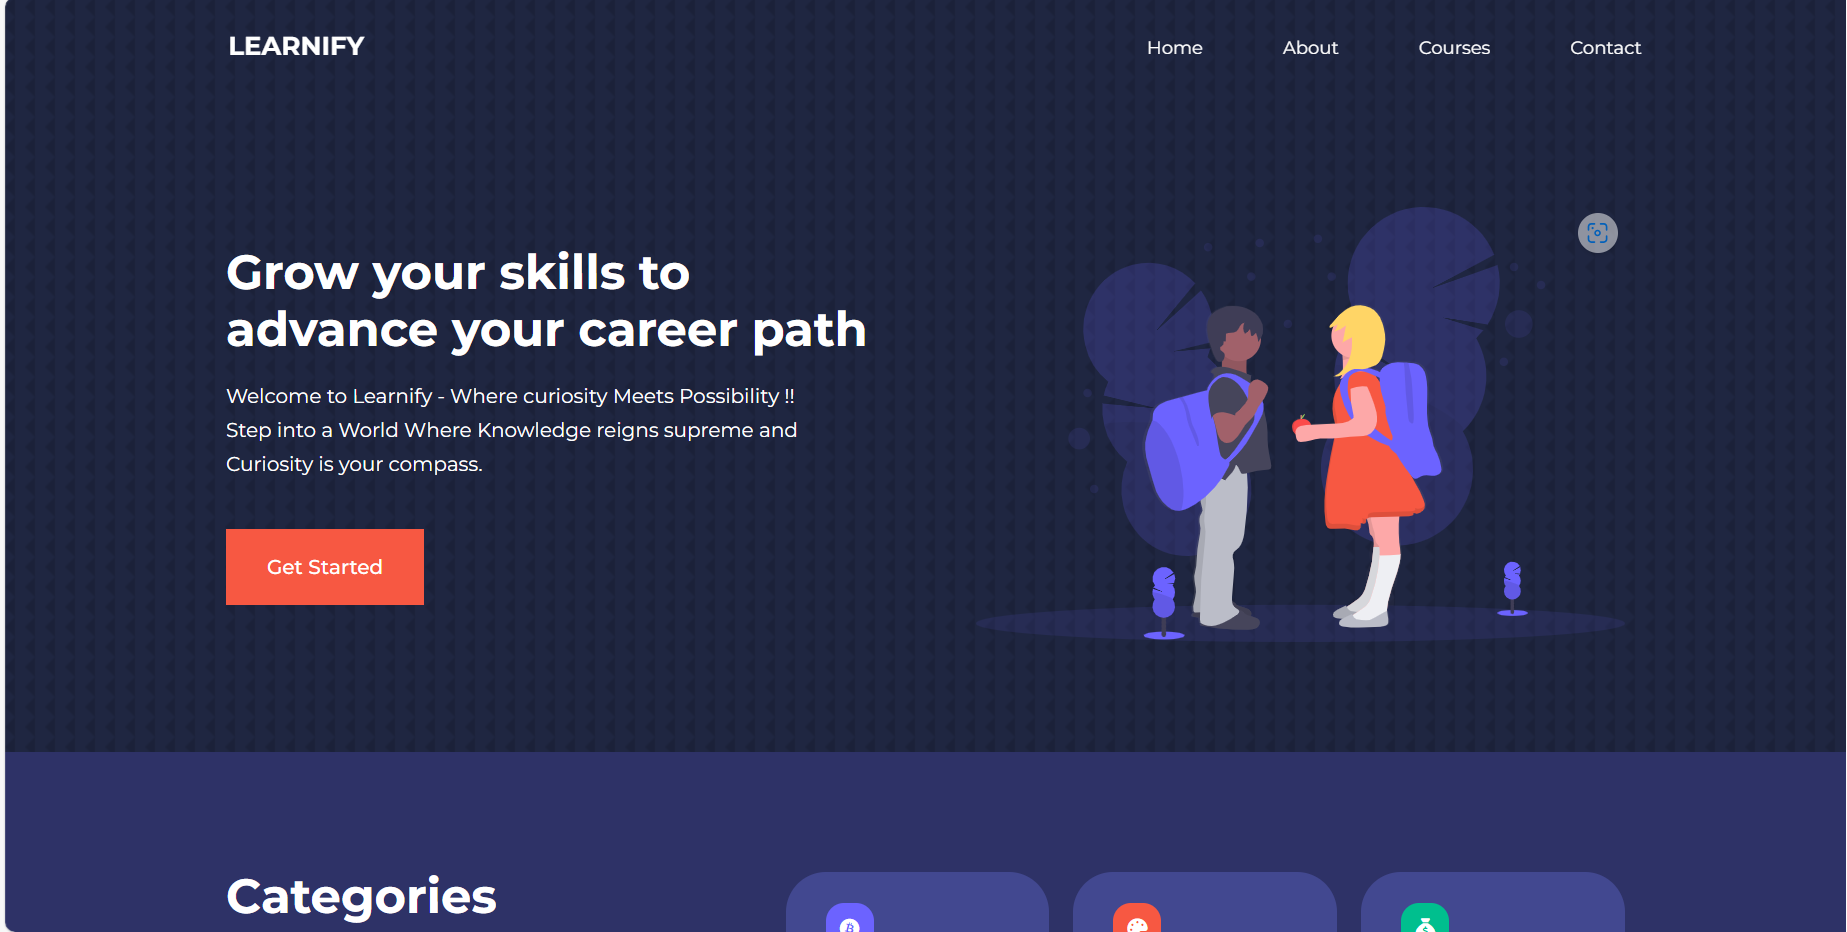 LEARNIFY
Home About Courses Contact
Grow your skills to
advance your career path
Welcome to Learnify - Where curiosity Meets Possibility !!
Step into a World Where Knowledge reigns supreme and
Curiosity is your compass.
Get Started
Categories